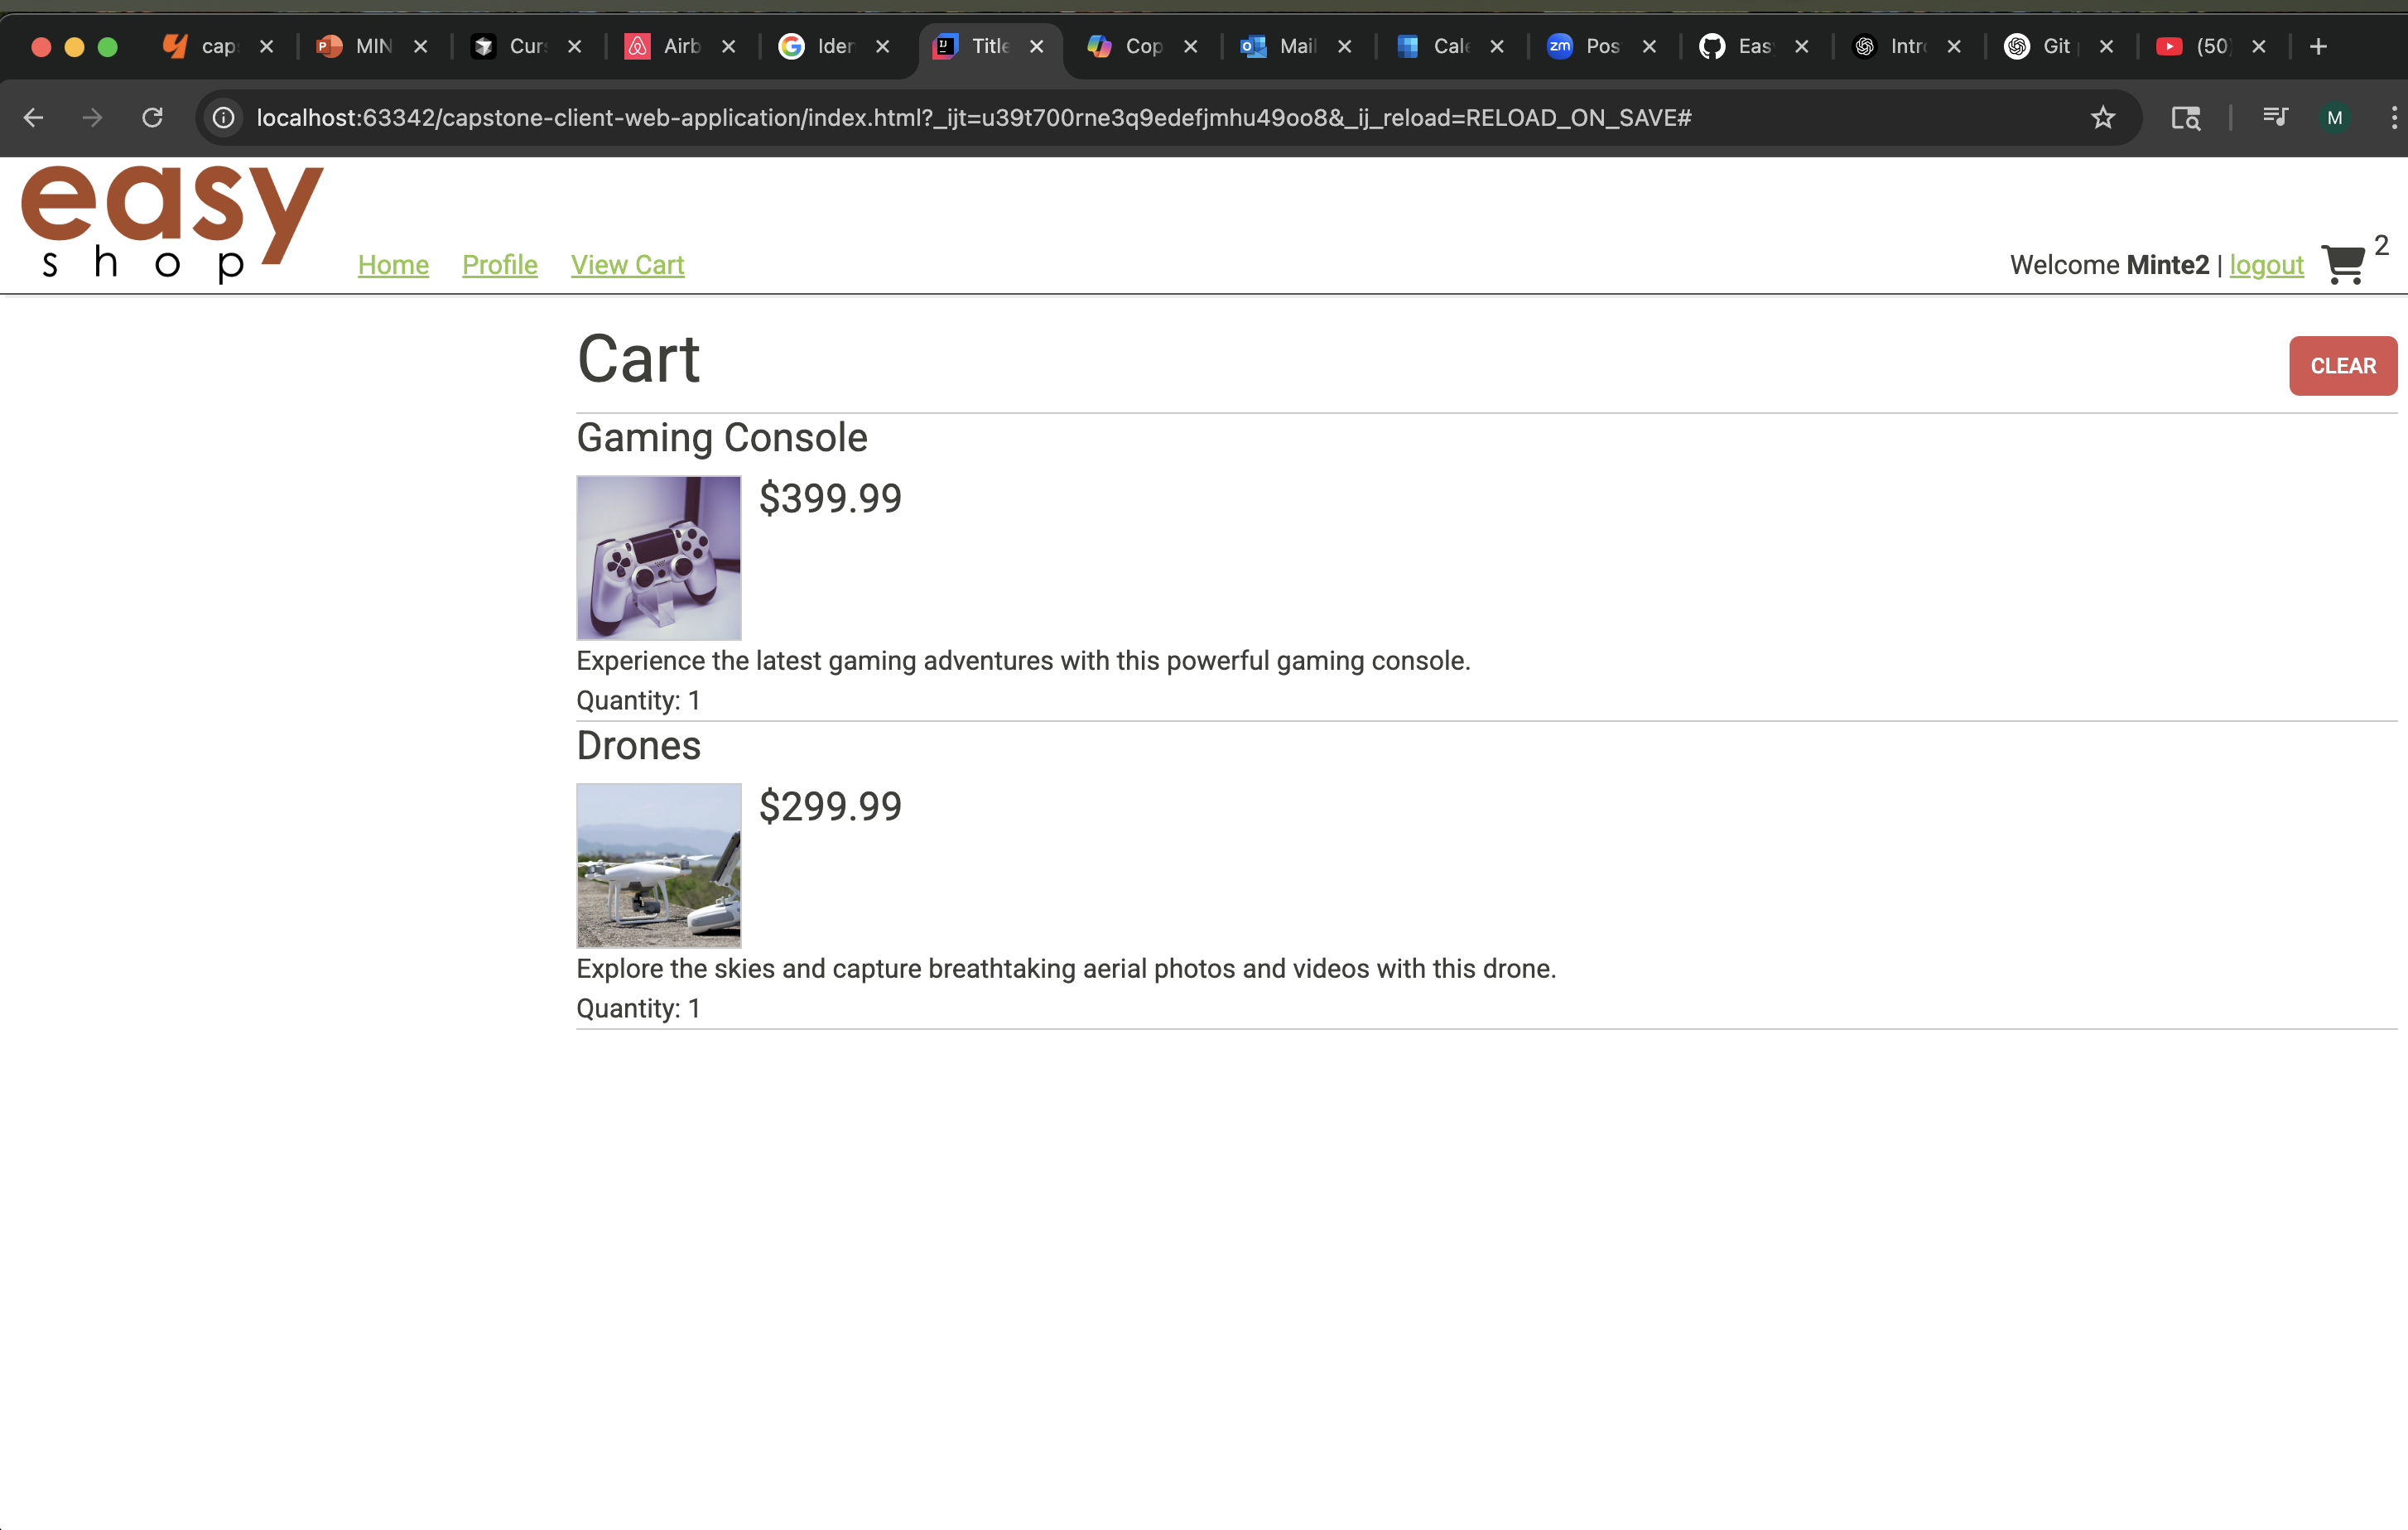 cap
MIN
Cur
Airb
Ider
Title
Cop
Mail
Cale
Pos
Eas
Intr
Git
(50)
localhost:63342/capstone-client-web-application/index.html?_ijt=u39t700rne3q9edefjmhu49oo8&_ij_reload=RELOAD_ON_SAVE#
M
easy
shop
Home
Profile
View Cart
Welcome Minte2 | logout
2
Cart
CLEAR
Gaming Console
$399.99
Experience the latest gaming adventures with this powerful gaming console.
Quantity: 1
Drones
$299.99
Explore the skies and capture breathtaking aerial photos and videos with this drone.
Quantity: 1